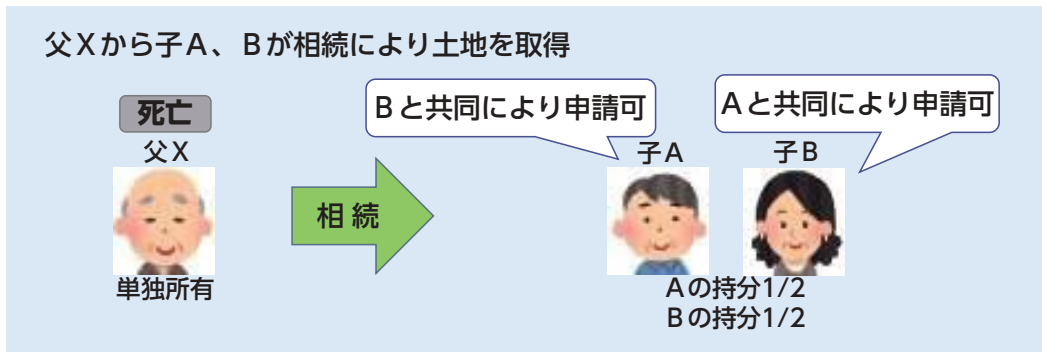 父Xから子A、Bが相続により土地を取得
Bと共同により申請可
Aと共同により申請可
死亡
父X
子A
子B
相続
単独所有
Aの持分1/2
Bの持分1/2